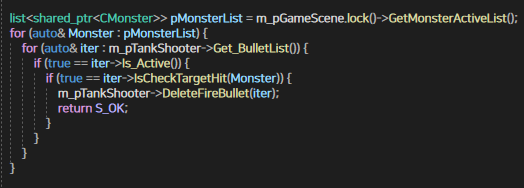 list<shared_ptr<CMonster>> pMonsterList = m_pGameScene.lock()->GetMonsterActiveList();
for (auto& Monster : pMonsterList) {
for (auto& iter : m_pTankShooter->Get_BulletList()) {
if (true == iter->Is_Active()) {
if (true == iter->IsCheckTargetHit(Monster)) {
m_pTankShooter->DeleteFireBullet(iter);
return S_OK;
}
}
}
}